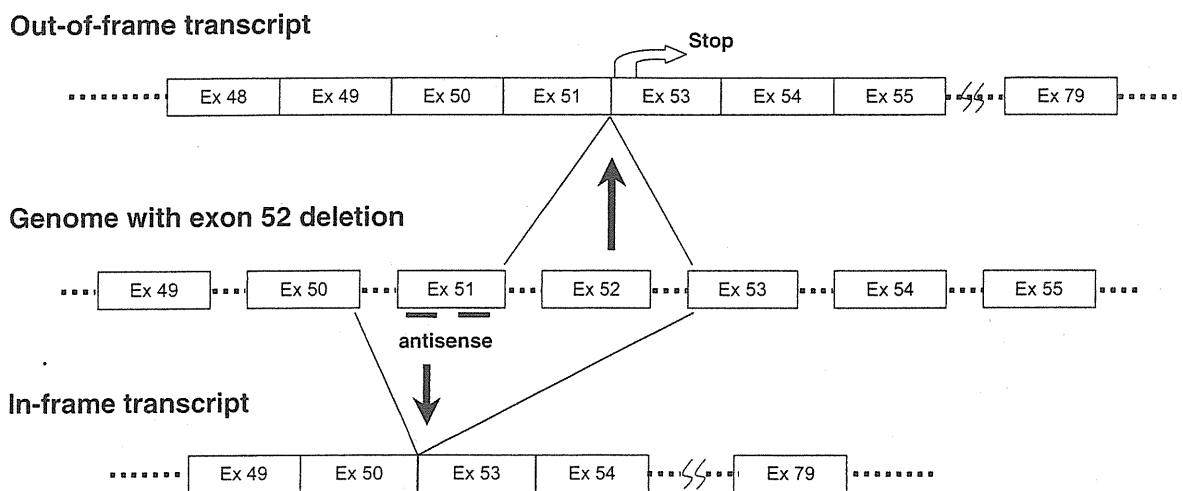 Out-of-frame transcript
Stop
Ex 48 Ex 49 Ex 50 Ex 51 Ex 53 Ex 54 Ex 55 Ex 79
Genome with exon 52 deletion
Ex 49 Ex 50 Ex 51 Ex 52 Ex 53 Ex 54 Ex 55
antisense
In-frame transcript
Ex 49 Ex 50 Ex 53 Ex 54 Ex 79